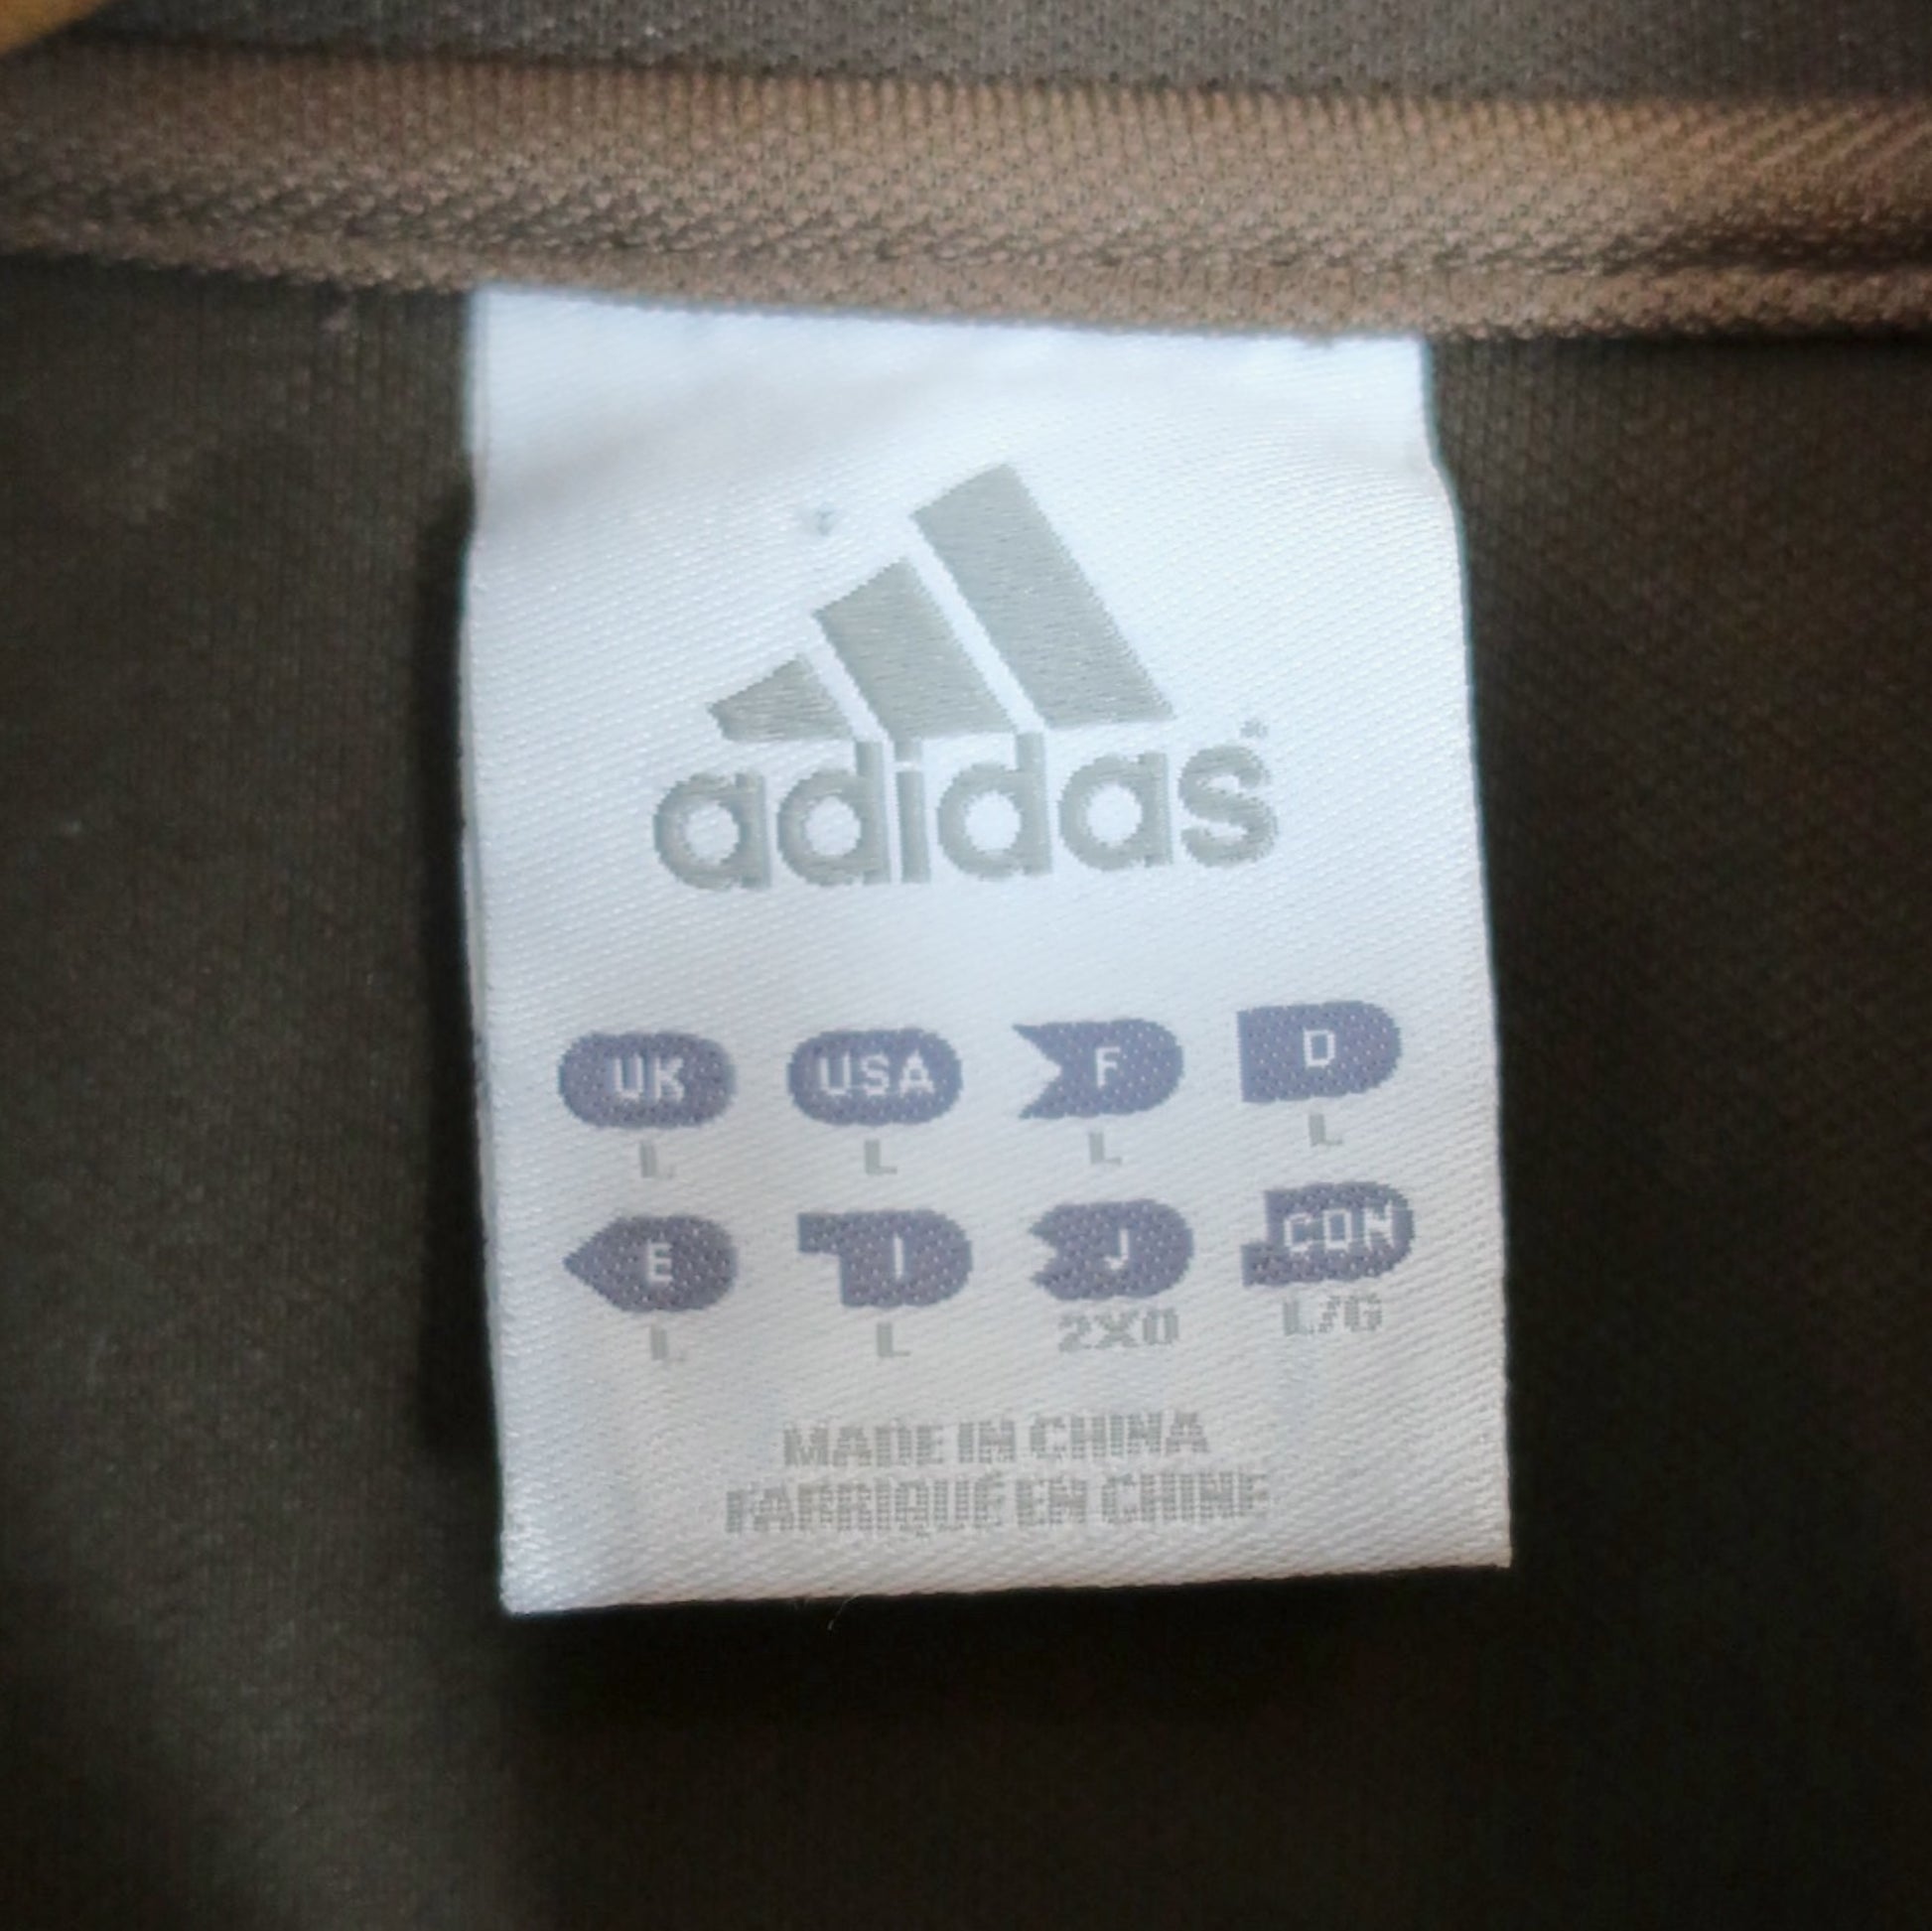 adidas®
UK USA F D
L L L L
E I J CDN
L L 2XO L/G
MADE IN CHINA
FABRIQUÉ EN CHINE